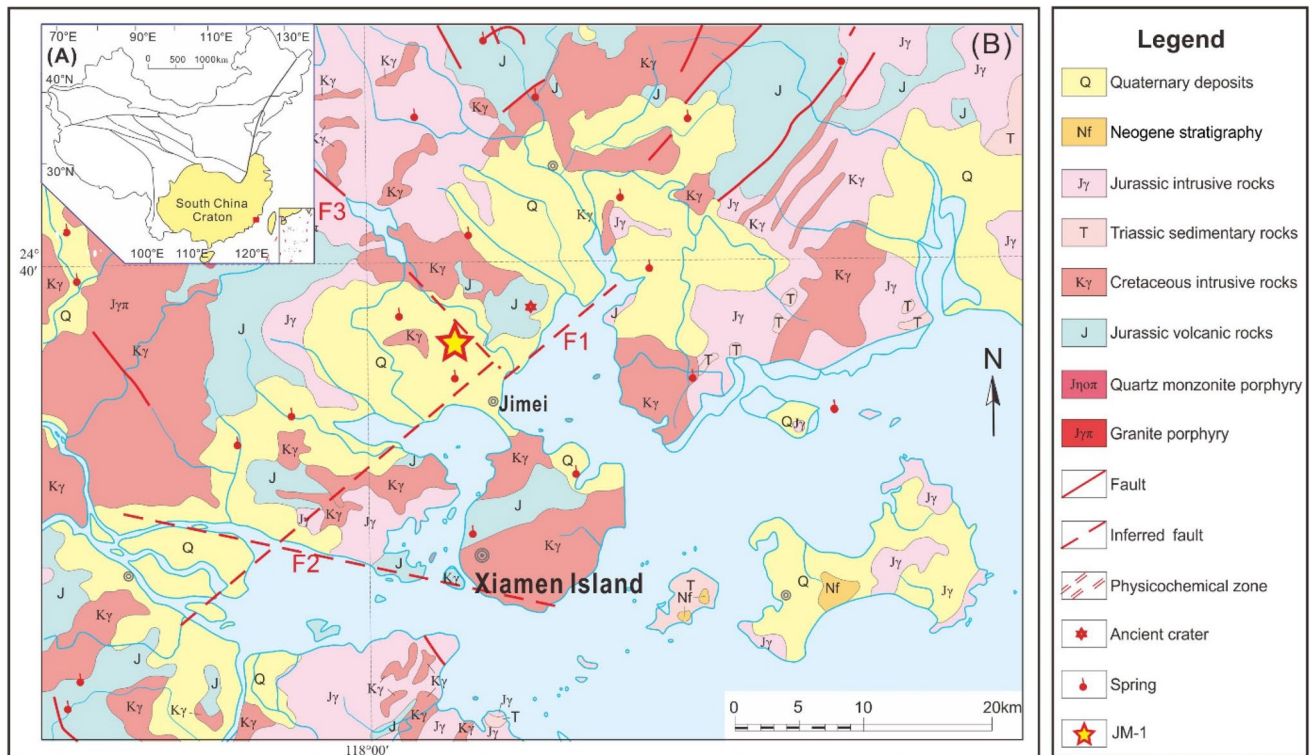 (A)
70°E
90°E
110°E
130°E
0 500 1000km
40°N
30°N
South China
Craton
100°E
110°E
120°E
(B)
24°
40′
118°00′
F3
F1
F2
Jimei
Xiamen Island
N
0 5 10 20km
Jγπ
Kγ
Jγ
Q
J
T
Nf
Legend
Q Quaternary deposits
Nf Neogene stratigraphy
Jγ Jurassic intrusive rocks
T Triassic sedimentary rocks
Kγ Cretaceous intrusive rocks
J Jurassic volcanic rocks
Jηοπ Quartz monzonite porphyry
Jγπ Granite porphyry
Fault
Inferred fault
Physicochemical zone
Ancient crater
Spring
JM-1